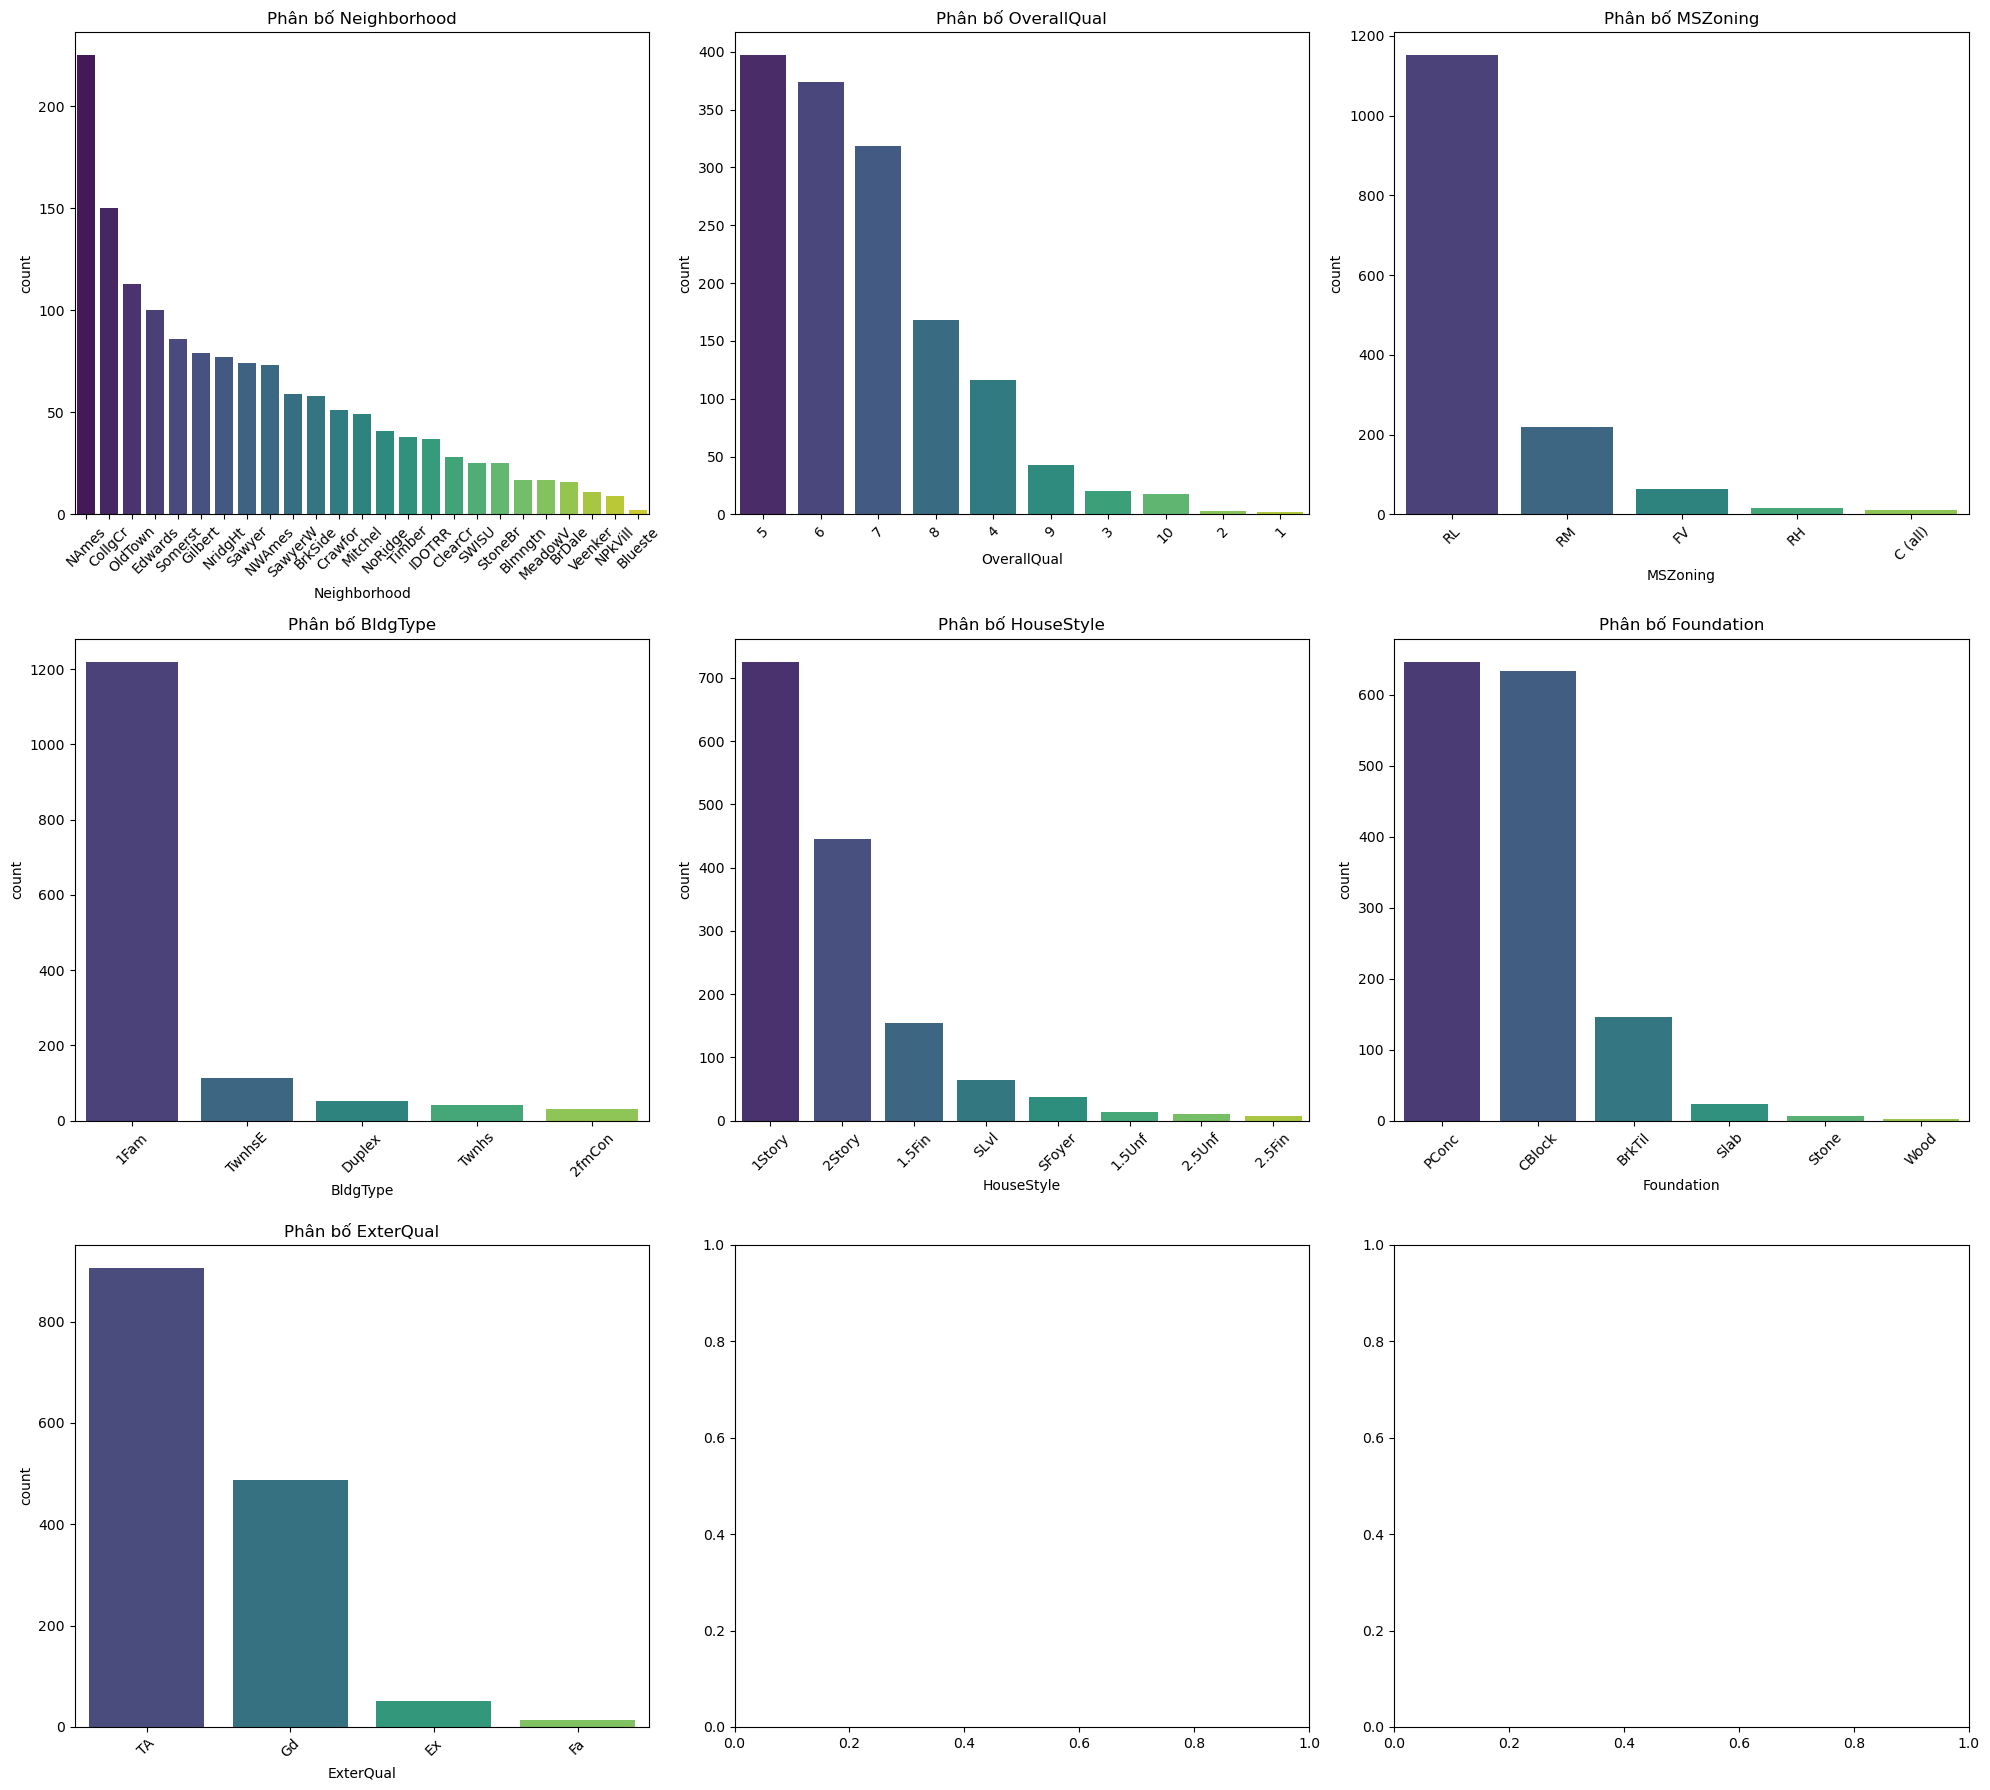 Phân bố Neighborhood
count
200
150
100
50
0
NAmes
CollgCr
OldTown
Edwards
Somerst
Gilbert
NridgHt
Sawyer
NWAmes
SawyerW
BrkSide
Crawfor
Mitchel
NoRidge
Timber
IDOTRR
ClearCr
SWISU
StoneBr
Blmngtn
MeadowV
BrDale
Veenker
NPkVill
Blueste
Neighborhood
Phân bố OverallQual
count
400
350
300
250
200
150
100
50
0
5
6
7
8
4
9
3
10
2
1
OverallQual
Phân bố MSZoning
count
1200
1000
800
600
400
200
0
RL
RM
FV
RH
C (all)
MSZoning
Phân bố BldgType
count
1200
1000
800
600
400
200
0
1Fam
TwnhsE
Duplex
Twnhs
2fmCon
BldgType
Phân bố HouseStyle
count
700
600
500
400
300
200
100
0
1Story
2Story
1.5Fin
SLvl
SFoyer
1.5Unf
2.5Unf
2.5Fin
HouseStyle
Phân bố Foundation
count
600
500
400
300
200
100
0
PConc
CBlock
BrkTil
Slab
Stone
Wood
Foundation
Phân bố ExterQual
count
800
600
400
200
0
TA
Gd
Ex
Fa
ExterQual
1.0
0.8
0.6
0.4
0.2
0.0
0.0
0.2
0.4
0.6
0.8
1.0
1.0
0.8
0.6
0.4
0.2
0.0
0.0
0.2
0.4
0.6
0.8
1.0